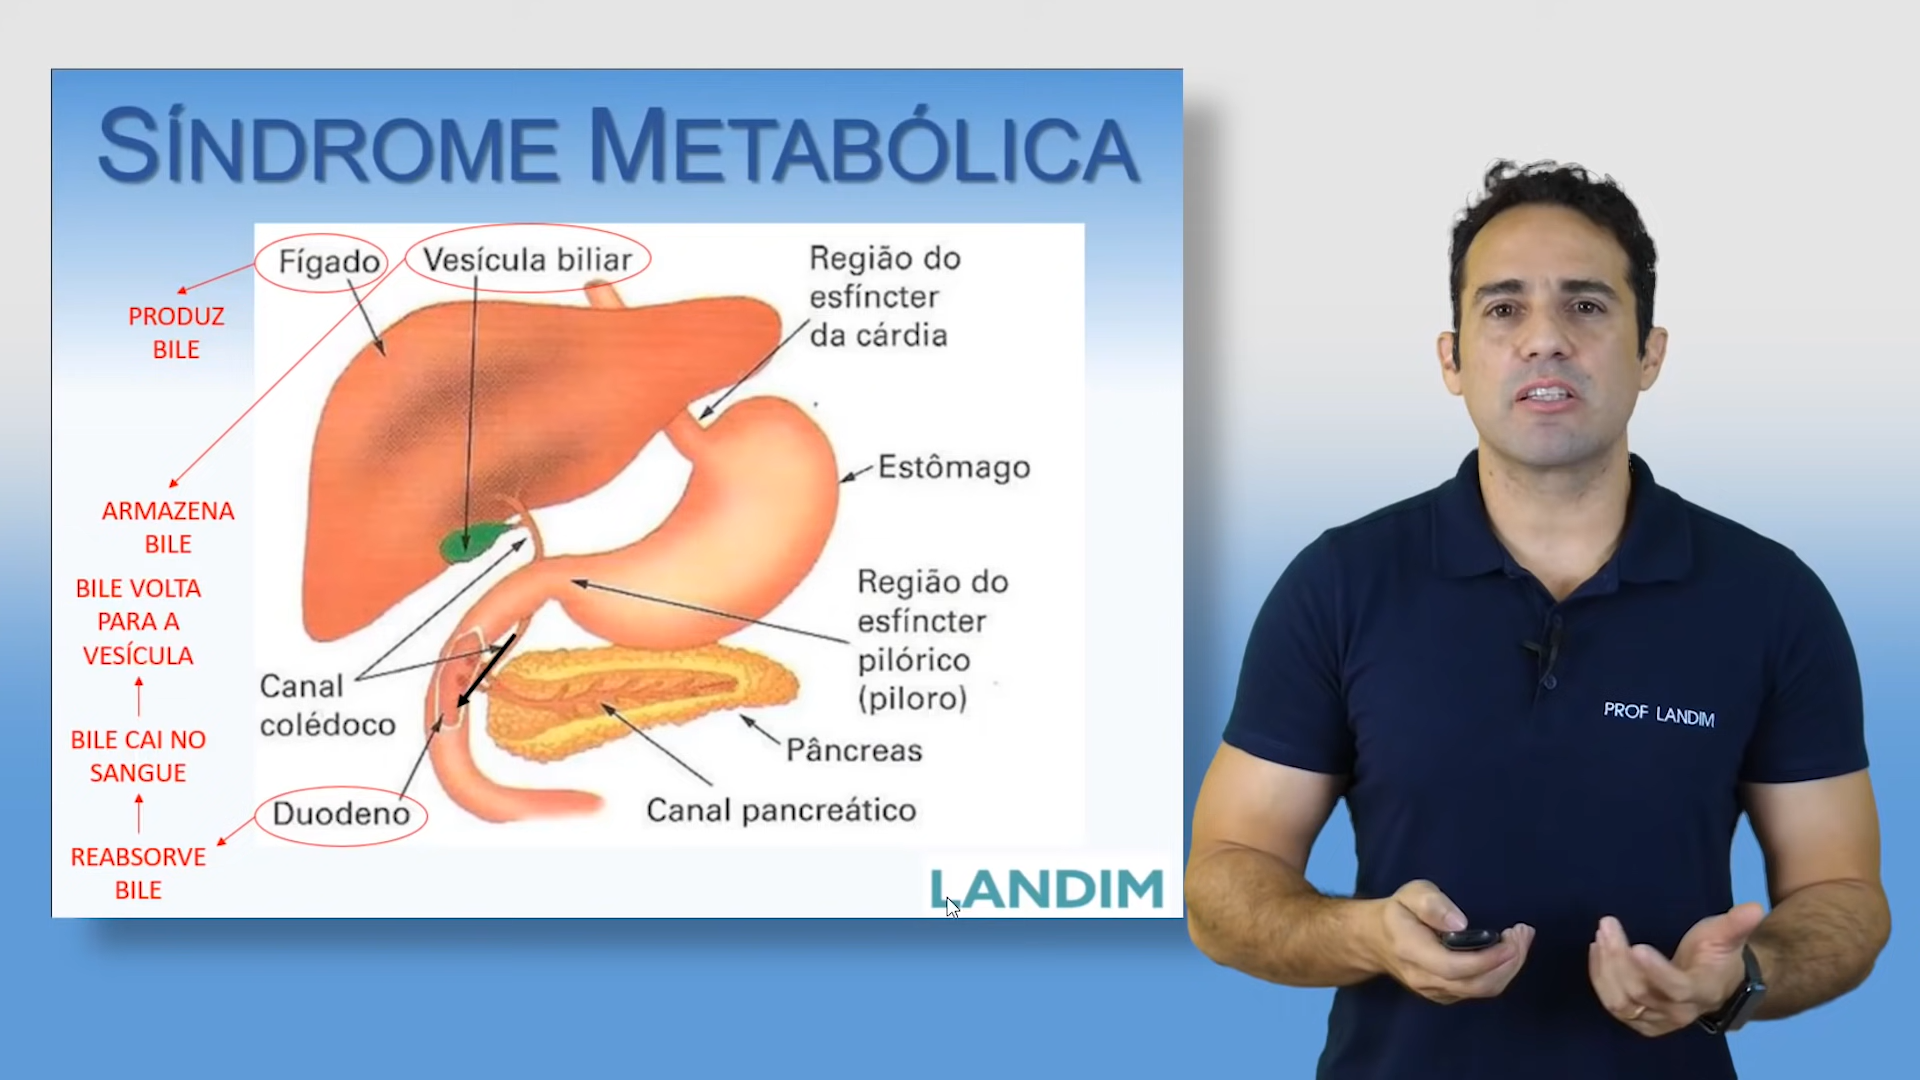 SÍNDROME METABÓLICA
Fígado
Vesícula biliar
Região do
esfíncter
da cárdia
PRODUZ
BILE
Estômago
ARMAZENA
BILE
BILE VOLTA
PARA A
VESÍCULA
Região do
esfíncter
pilórico
(piloro)
Canal
colédoco
BILE CAI NO
SANGUE
Pâncreas
Duodeno
Canal pancreático
REABSORVE
BILE
LANDIM
PROF LANDIM